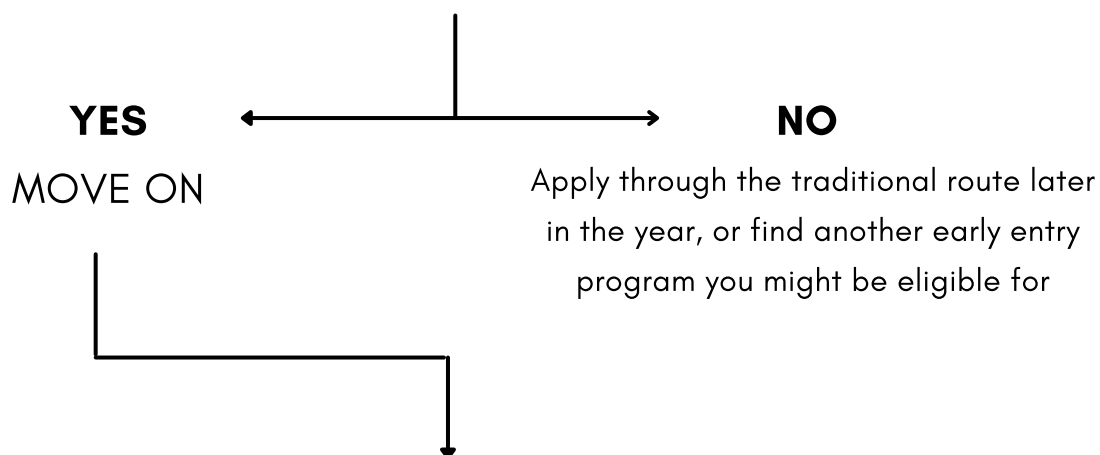 YES
MOVE ON
NO
Apply through the traditional route later
in the year, or find another early entry
program you might be eligible for